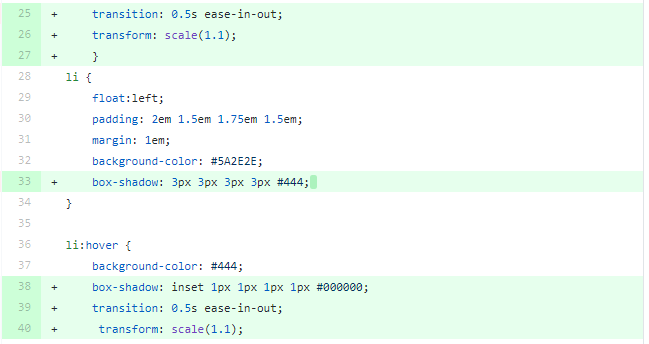 25 + transition: 0.5s ease-in-out;
26 + transform: scale(1.1);
27 + }
28 li {
29 float:left;
30 padding: 2em 1.5em 1.75em 1.5em;
31 margin: 1em;
32 background-color: #5A2E2E;
33 + box-shadow: 3px 3px 3px 3px #444;
34 }
35
36 li:hover {
37 background-color: #444;
38 + box-shadow: inset 1px 1px 1px 1px #000000;
39 + transition: 0.5s ease-in-out;
40 + transform: scale(1.1);